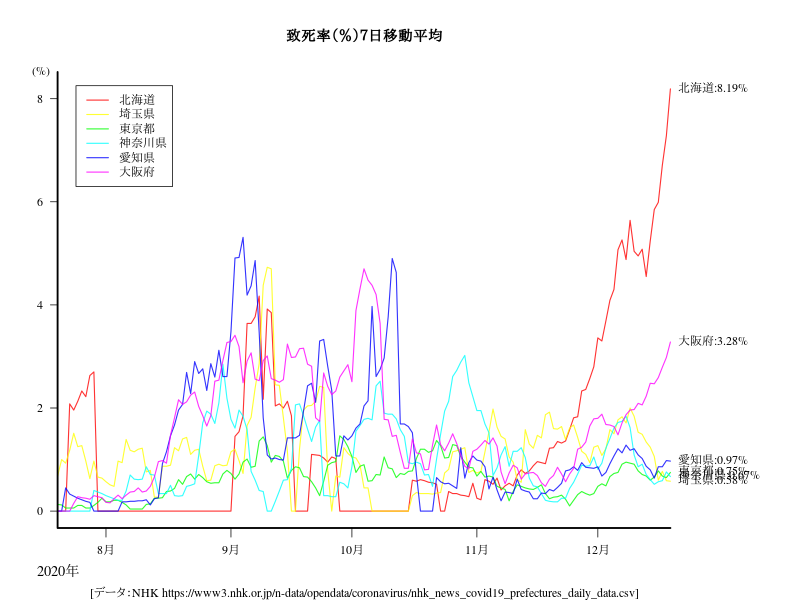 致死率(%)7日移動平均
(%)
8
6
4
2
0
北海道
埼玉県
東京都
神奈川県
愛知県
大阪府
北海道:8.19%
大阪府:3.28%
愛知県:0.97%
東京都:0.75%
埼玉県:0.58%
8月
9月
10月
11月
12月
2020年
[データ:NHK https://www3.nhk.or.jp/n-data/opendata/coronavirus/nhk_news_covid19_prefectures_daily_data.csv]